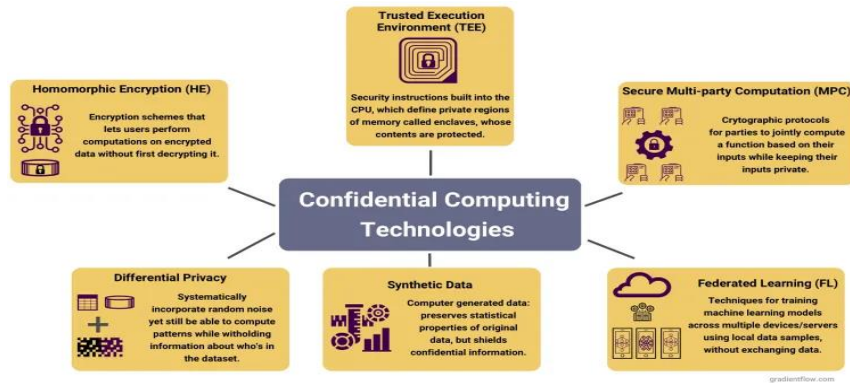 Trusted Execution
Environment (TEE)
Security instructions built into the
CPU, which define private regions
of memory called enclaves, whose
contents are protected.
Homomorphic Encryption (HE)
Encryption schemes that
lets users perform
computations on encrypted
data without first decrypting it.
Secure Multi-party Computation (MPC)
Crytographic protocols
for parties to jointly compute
a function based on their
inputs while keeping their
inputs private.
Confidential Computing
Technologies
Differential Privacy
Systematically
incorporate random noise
yet still be able to compute
patterns while witholding
information about who's in
the dataset.
Synthetic Data
Computer generated data:
preserves statistical
properties of original
data, but shields
confidential information.
Federated Learning (FL)
Techniques for training
machine learning models
across multiple devices/servers
using local data samples,
without exchanging data.
gradientflow.com